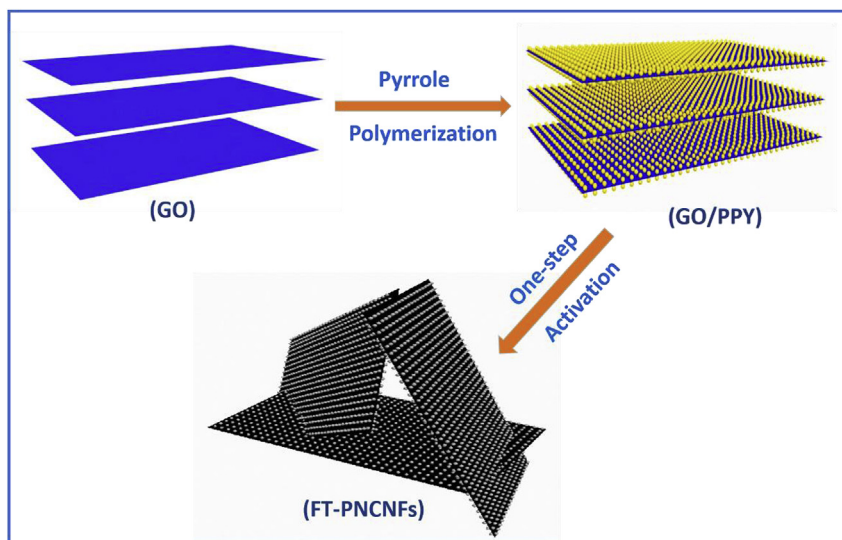 Pyrrole
Polymerization
(GO)
(GO/PPY)
One-step
Activation
(FT-PNCNFs)